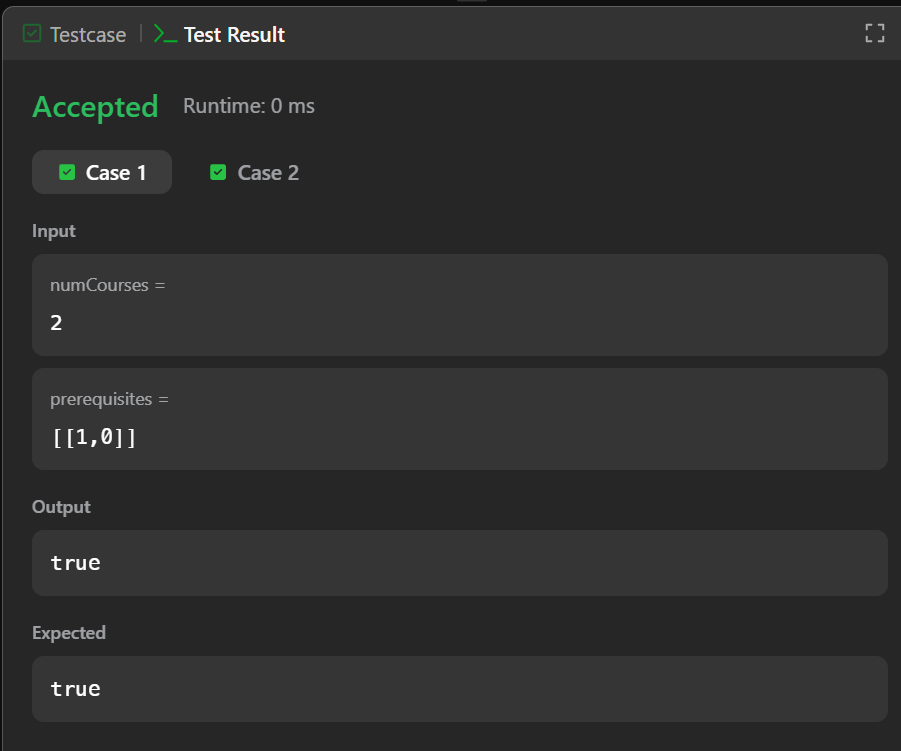 Testcase | >_ Test Result
Accepted Runtime: 0 ms
Case 1 Case 2
Input
numCourses =
2
prerequisites =
[[1,0]]
Output
true
Expected
true